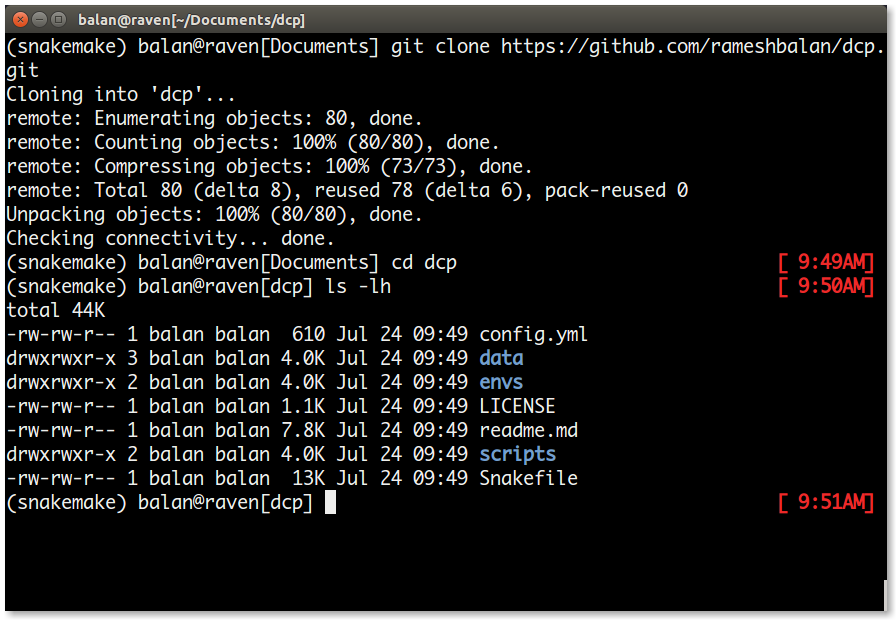 balan@raven[~/Documents/dcp]
(snakemake) balan@raven[Documents] git clone https://github.com/rameshbalan/dcp.
git
Cloning into 'dcp'...
remote: Enumerating objects: 80, done.
remote: Counting objects: 100% (80/80), done.
remote: Compressing objects: 100% (73/73), done.
remote: Total 80 (delta 8), reused 78 (delta 6), pack-reused 0
Unpacking objects: 100% (80/80), done.
Checking connectivity... done.
(snakemake) balan@raven[Documents] cd dcp [ 9:49AM]
(snakemake) balan@raven[dcp] ls -lh [ 9:50AM]
total 44K
-rw-rw-r-- 1 balan balan  610 Jul 24 09:49 config.yml
drwxrwxr-x 3 balan balan 4.0K Jul 24 09:49 data
drwxrwxr-x 2 balan balan 4.0K Jul 24 09:49 envs
-rw-rw-r-- 1 balan balan 1.1K Jul 24 09:49 LICENSE
-rw-rw-r-- 1 balan balan 7.8K Jul 24 09:49 readme.md
drwxrwxr-x 2 balan balan 4.0K Jul 24 09:49 scripts
-rw-rw-r-- 1 balan balan  13K Jul 24 09:49 Snakefile
(snakemake) balan@raven[dcp] [ 9:51AM]